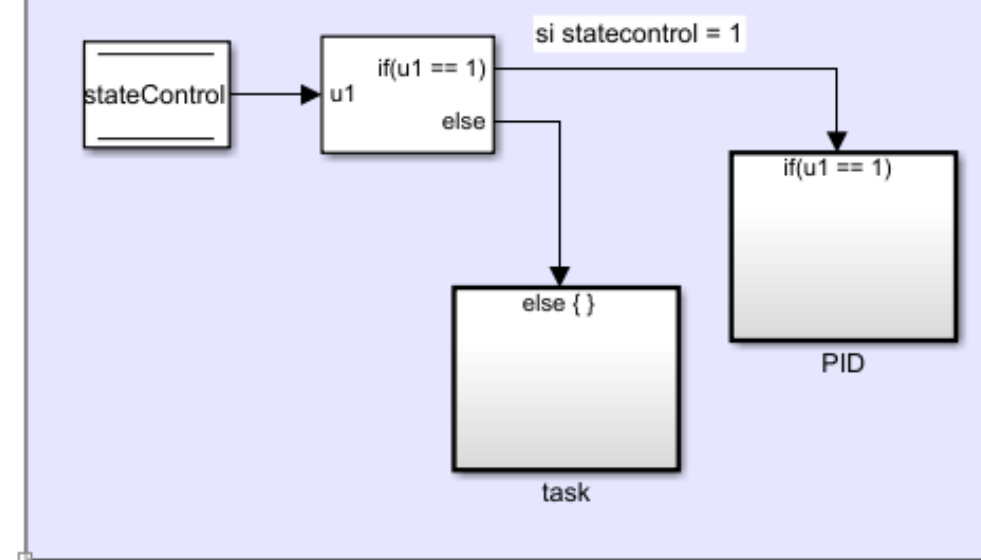 si statecontrol = 1
stateControl
u1
if(u1 == 1)
else
if(u1 == 1)
PID
else { }
task